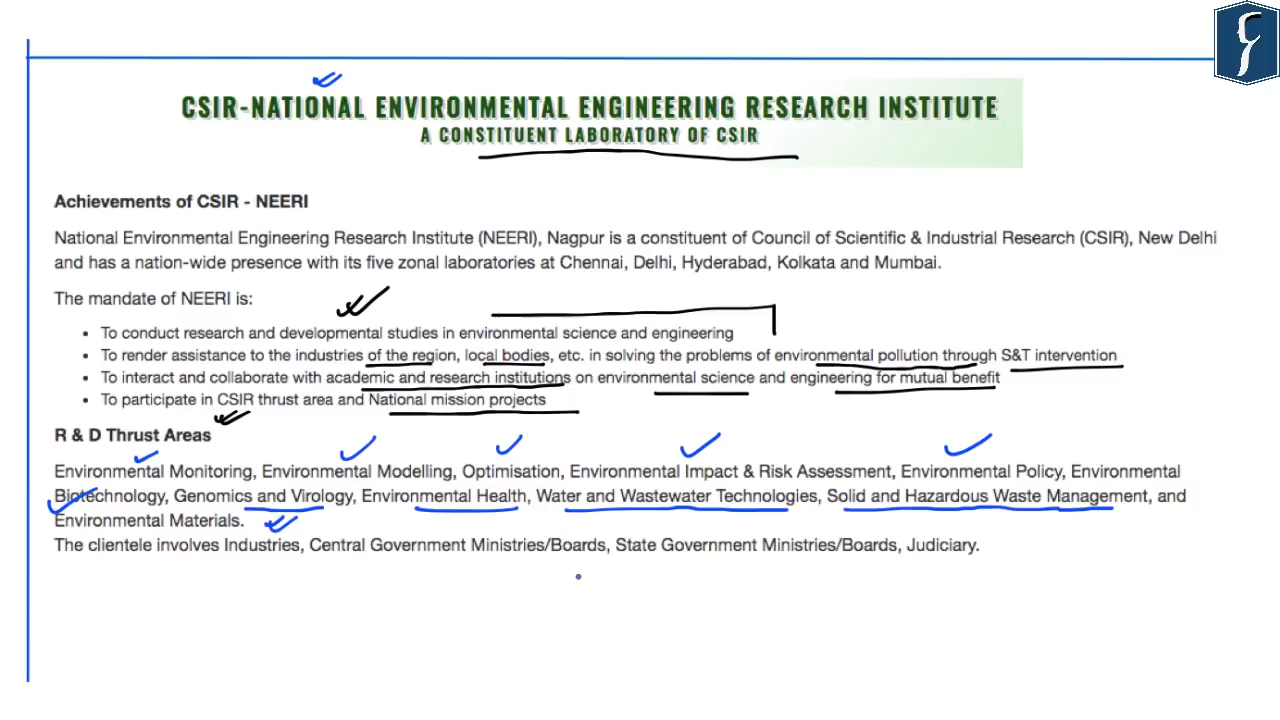 CSIR-NATIONAL ENVIRONMENTAL ENGINEERING RESEARCH INSTITUTE
A CONSTITUENT LABORATORY OF CSIR
Achievements of CSIR - NEERI
National Environmental Engineering Research Institute (NEERI), Nagpur is a constituent of Council of Scientific & Industrial Research (CSIR), New Delhi
and has a nation-wide presence with its five zonal laboratories at Chennai, Delhi, Hyderabad, Kolkata and Mumbai.
The mandate of NEERI is:
• To conduct research and developmental studies in environmental science and engineering
• To render assistance to the industries of the region, local bodies, etc. in solving the problems of environmental pollution through S&T intervention
• To interact and collaborate with academic and research institutions on environmental science and engineering for mutual benefit
• To participate in CSIR thrust area and National mission projects
R & D Thrust Areas
Environmental Monitoring, Environmental Modelling, Optimisation, Environmental Impact & Risk Assessment, Environmental Policy, Environmental
Biotechnology, Genomics and Virology, Environmental Health, Water and Wastewater Technologies, Solid and Hazardous Waste Management, and
Environmental Materials.
The clientele involves Industries, Central Government Ministries/Boards, State Government Ministries/Boards, Judiciary.